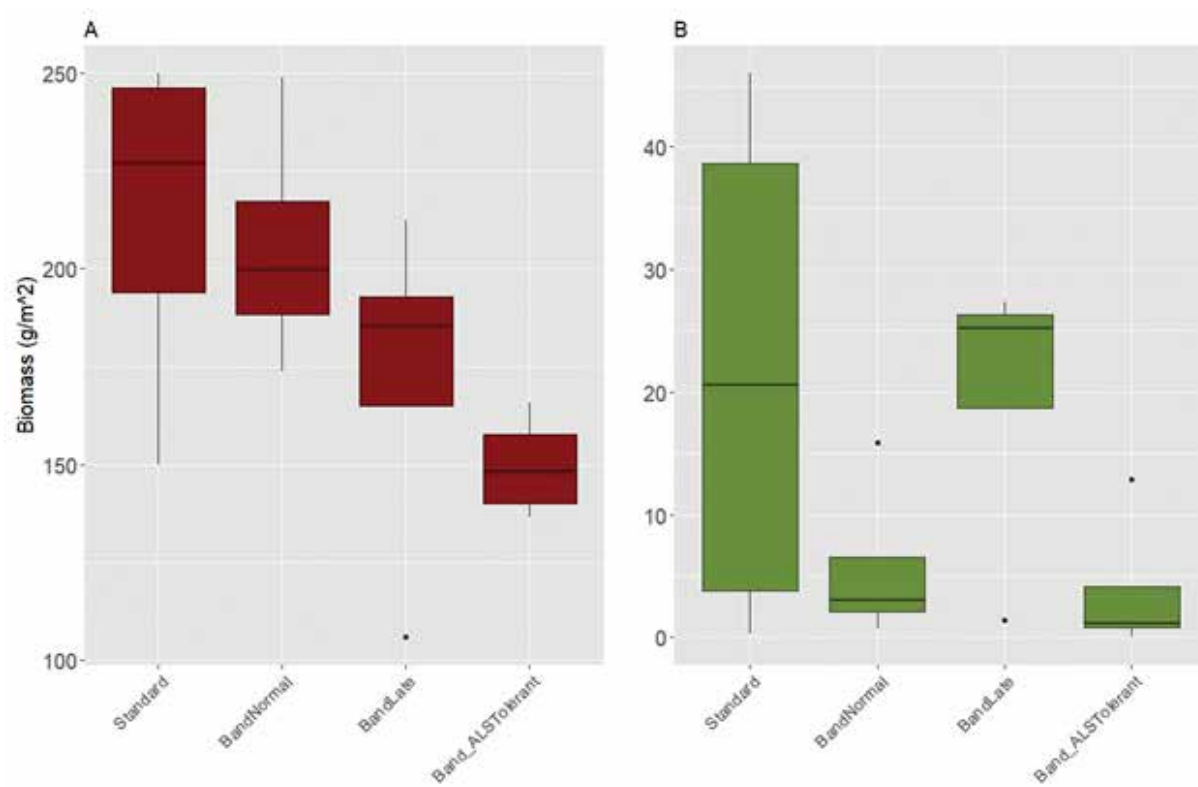 A
B
Biomass (g/m^2)
250
200
150
100
40
30
20
10
0
Standard
BandNormal
BandLate
Band_ALSTolerant
Standard
BandNormal
BandLate
Band_ALSTolerant